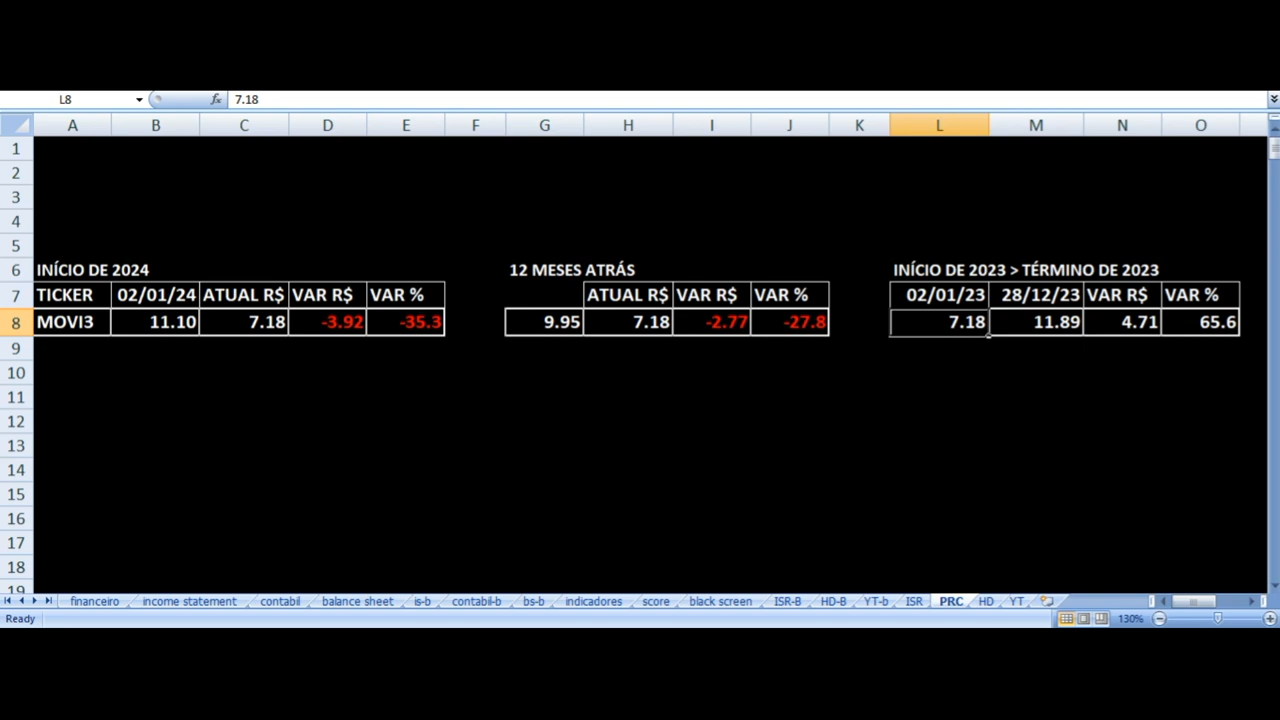 L8 fx 7.18
A B C D E F G H I J K L M N O
1
2
3
4
5
6 INÍCIO DE 2024 12 MESES ATRÁS INÍCIO DE 2023 > TÉRMINO DE 2023
7 TICKER 02/01/24 ATUAL R$ VAR R$ VAR % ATUAL R$ VAR R$ VAR % 02/01/23 28/12/23 VAR R$ VAR %
8 MOVI3 11.10 7.18 -3.92 -35.3 9.95 7.18 -2.77 -27.8 7.18 11.89 4.71 65.6
9
10
11
12
13
14
15
16
17
18
19
financeiro income statement contabil balance sheet is-b contabil-b bs-b indicadores score black screen ISR-B HD-B YT-b ISR PRC HD YT
Ready 130%